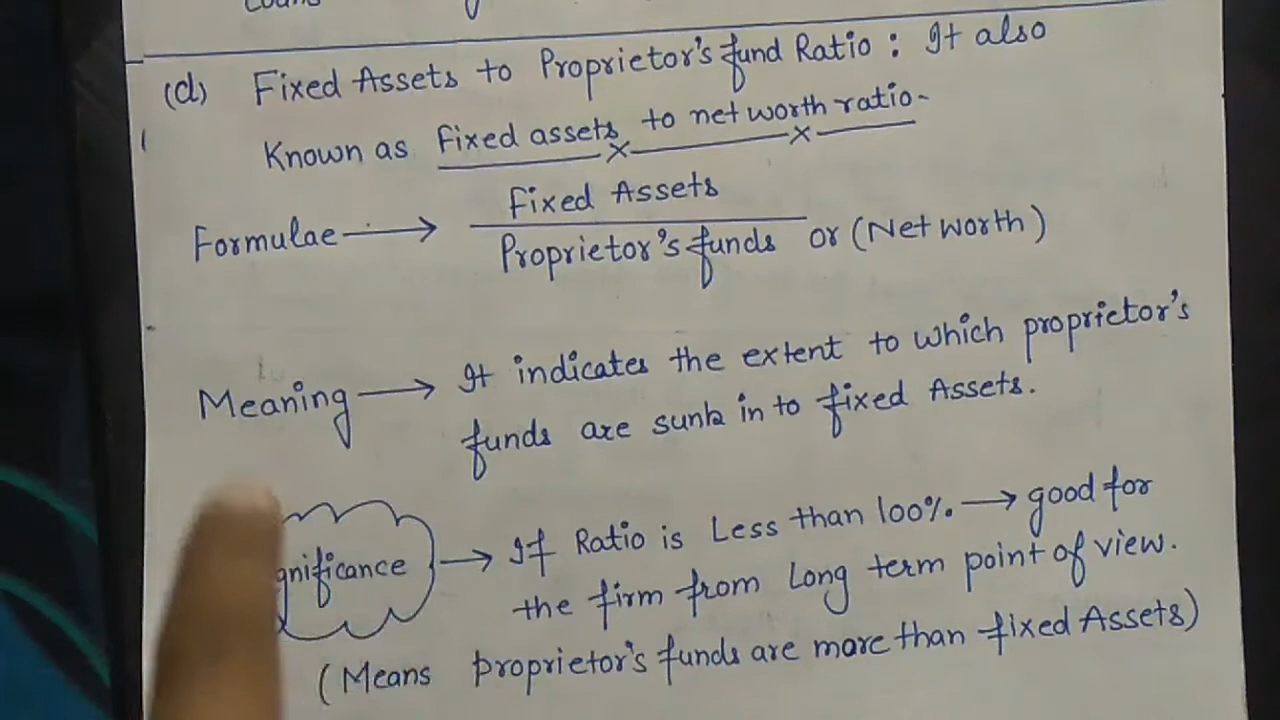 (d) Fixed Assets to Proprietor's fund Ratio : It also
Known as fixed assets to net worth ratio-
Fixed Assets
Formulae → Proprietor's funds or (Net worth)
Meaning → It indicates the extent to which proprietor's
funds are sunk in to fixed Assets.
gnificance → If Ratio is Less than 100% → good for
the firm from Long term point of view.
(Means proprietor's funds are more than fixed Assets)